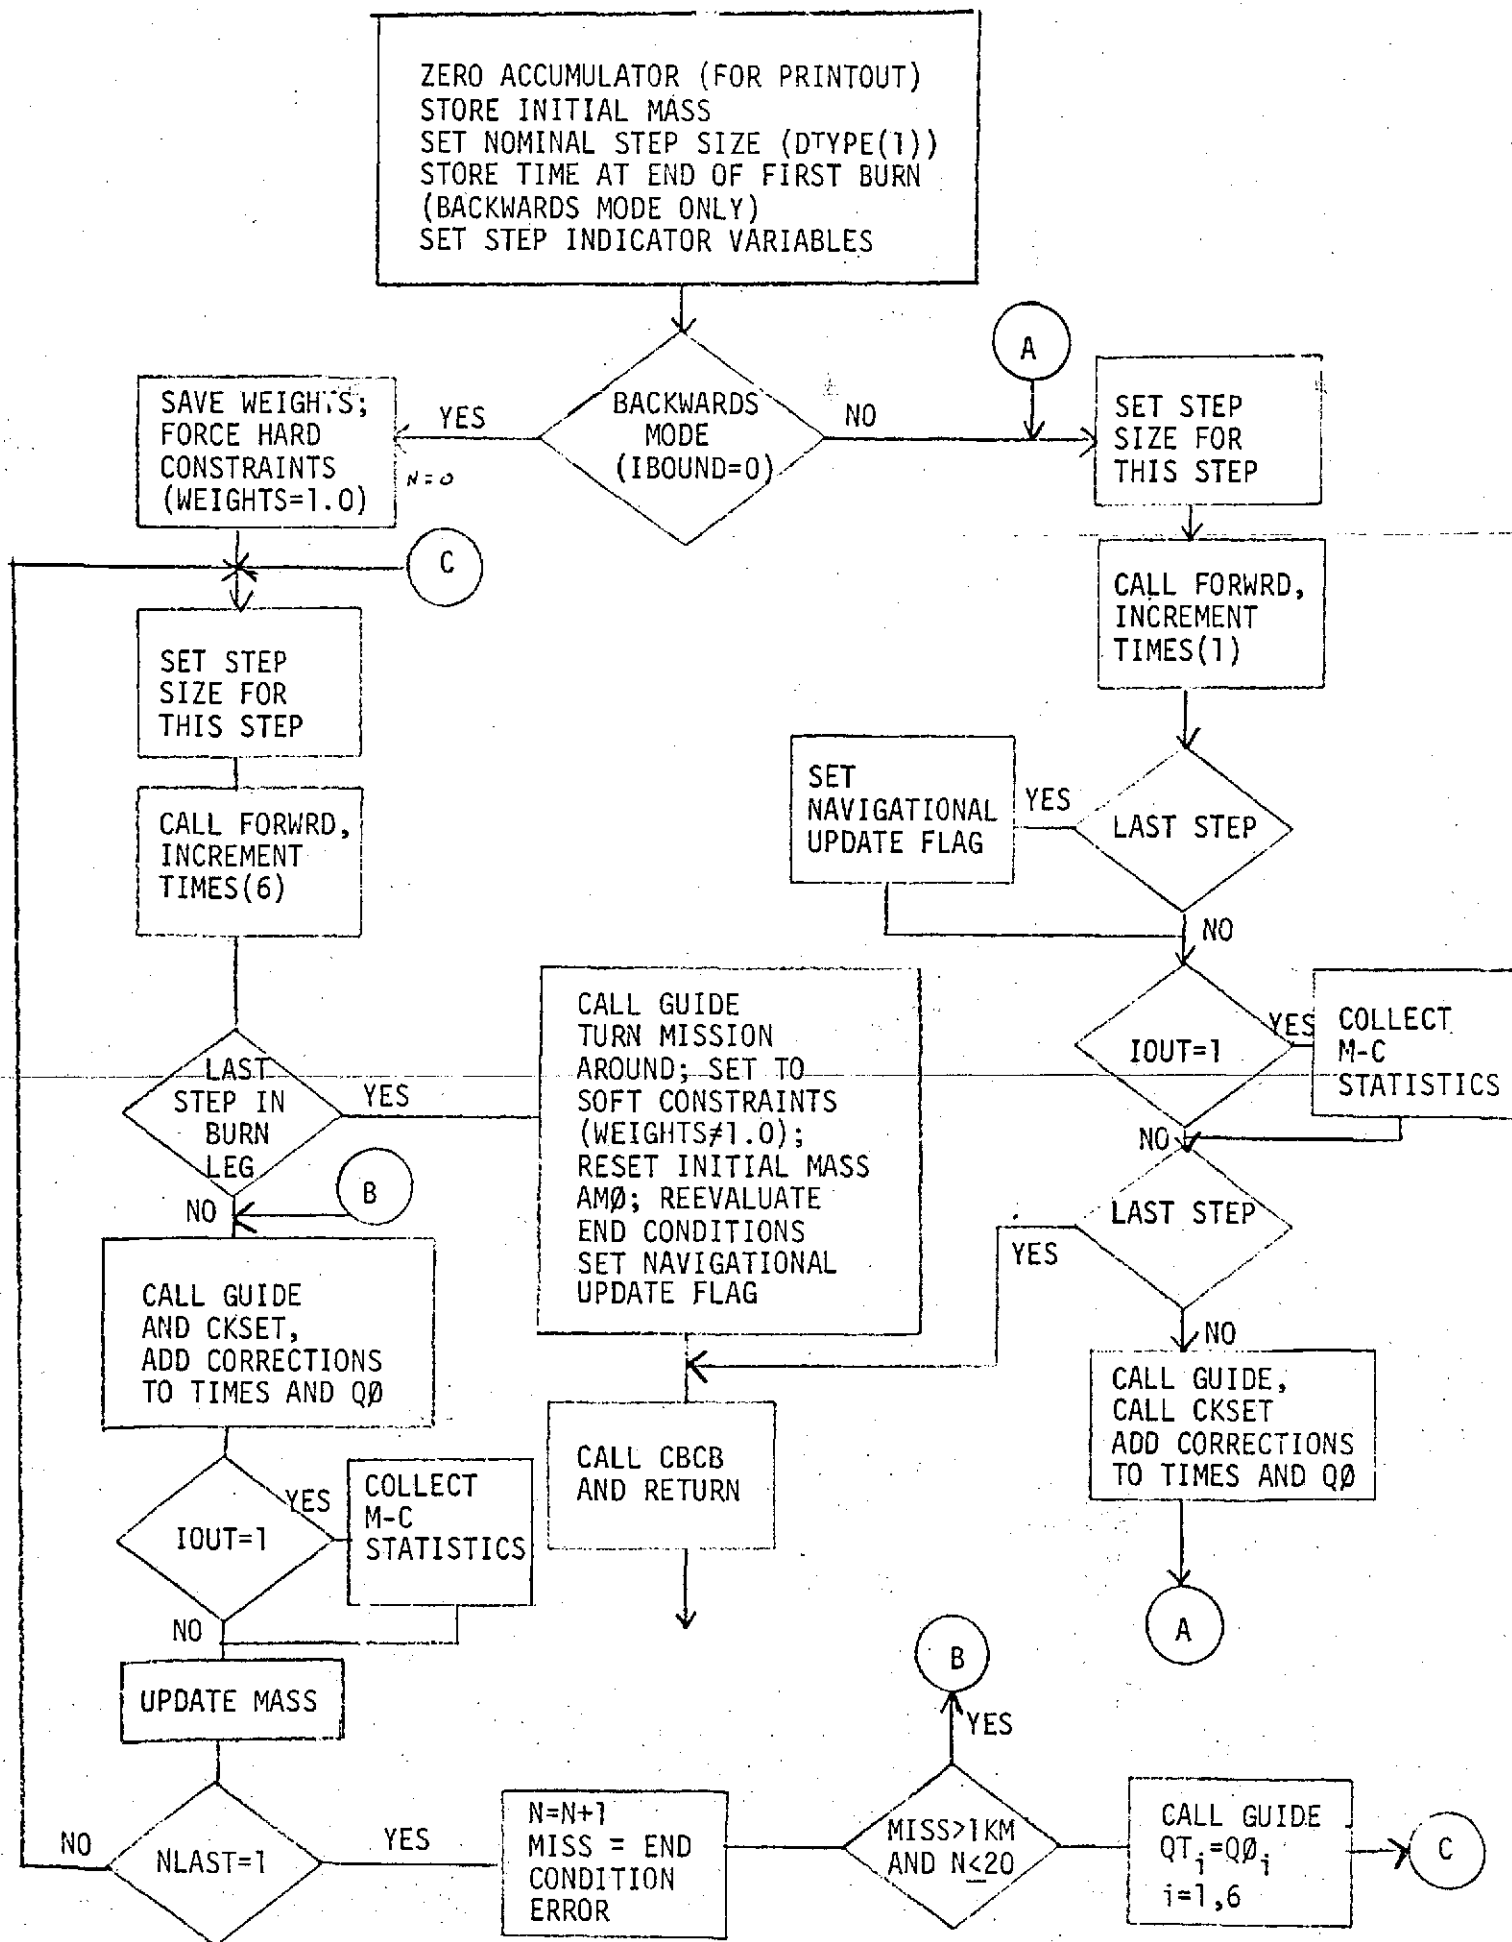 ZERO ACCUMULATOR (FOR PRINTOUT)
STORE INITIAL MASS
SET NOMINAL STEP SIZE (DTYPE(1))
STORE TIME AT END OF FIRST BURN
(BACKWARDS MODE ONLY)
SET STEP INDICATOR VARIABLES
BACKWARDS
MODE
(IBOUND=0)
YES
NO
A
SAVE WEIGHTS;
FORCE HARD
CONSTRAINTS
(WEIGHTS=1.0)
N=0
C
SET STEP
SIZE FOR
THIS STEP
CALL FORWRD,
INCREMENT
TIMES(6)
LAST
STEP IN
BURN
LEG
YES
NO
B
CALL GUIDE
TURN MISSION
AROUND; SET TO
SOFT CONSTRAINTS
(WEIGHTS≠1.0);
RESET INITIAL MASS
AMØ; REEVALUATE
END CONDITIONS
SET NAVIGATIONAL
UPDATE FLAG
CALL GUIDE
AND CKSET,
ADD CORRECTIONS
TO TIMES AND QØ
IOUT=1
YES
COLLECT
M-C
STATISTICS
NO
UPDATE MASS
NLAST=1
NO
YES
N=N+1
MISS = END
CONDITION
ERROR
MISS>1KM
AND N≤20
YES
B
CALL GUIDE
QTi=QØi
i=1,6
C
CALL CBCB
AND RETURN
SET STEP
SIZE FOR
THIS STEP
CALL FORWRD,
INCREMENT
TIMES(1)
LAST STEP
YES
SET
NAVIGATIONAL
UPDATE FLAG
NO
IOUT=1
YES
COLLECT
M-C
STATISTICS
NO
LAST STEP
YES
NO
CALL GUIDE,
CALL CKSET
ADD CORRECTIONS
TO TIMES AND QØ
A